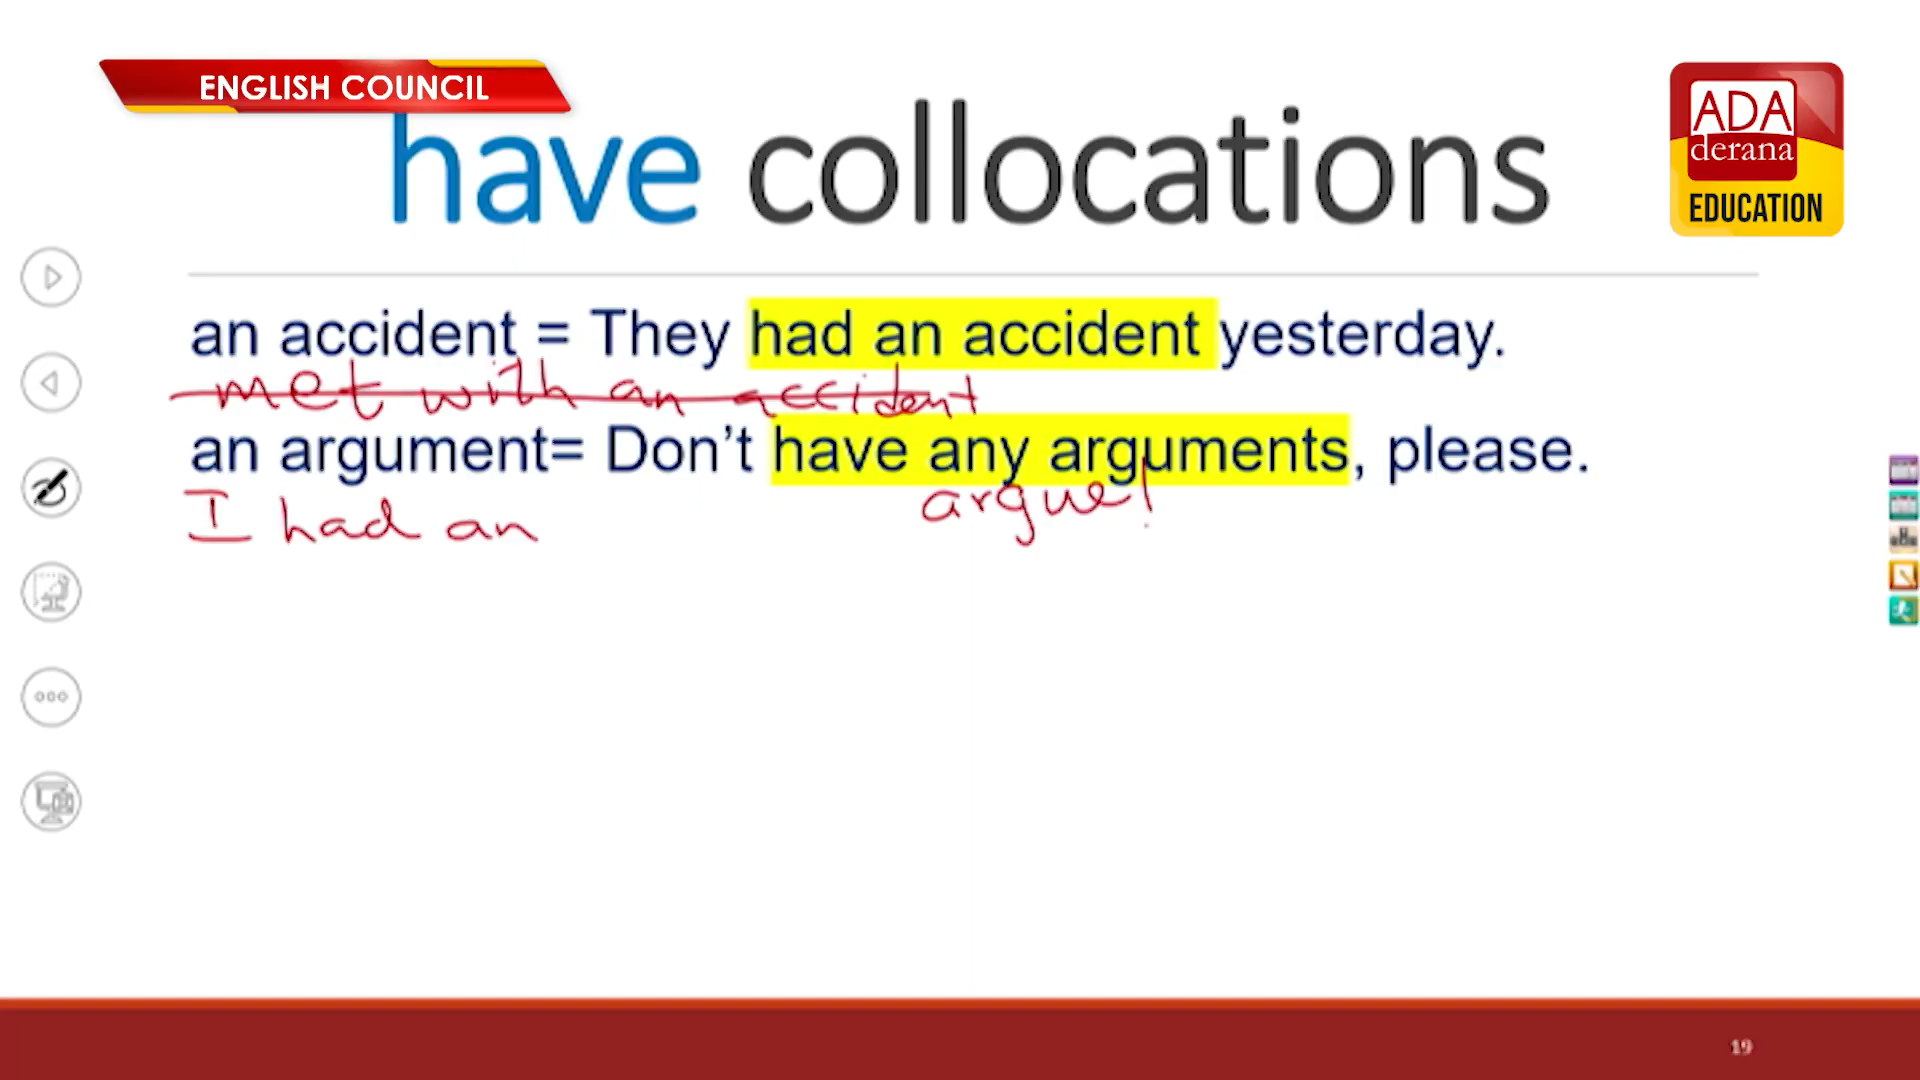 ENGLISH COUNCIL
have collocations
ADA
derana
EDUCATION
an accident = They had an accident yesterday.
met with an accident
an argument= Don't have any arguments, please.
argue!
I had an
19